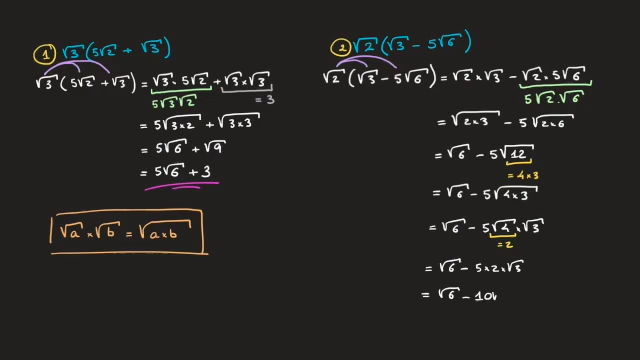 1 √3 (5√2 + √3)
√3 (5√2 + √3) = √3 × 5√2 + √3 × √3
5√3√2
= 3
= 5√3×2 + √3×3
= 5√6 + √9
= 5√6 + 3
√a × √b = √a×b
2 √2 (√3 − 5√6)
√2 (√3 − 5√6) = √2 × √3 − √2 × 5√6
5√2 . √6
= √2×3 − 5√2×6
= √6 − 5√12
= 4×3
= √6 − 5√4×3
= √6 − 5√4 × √3
= 2
= √6 − 5×2×√3
= √6 − 10√